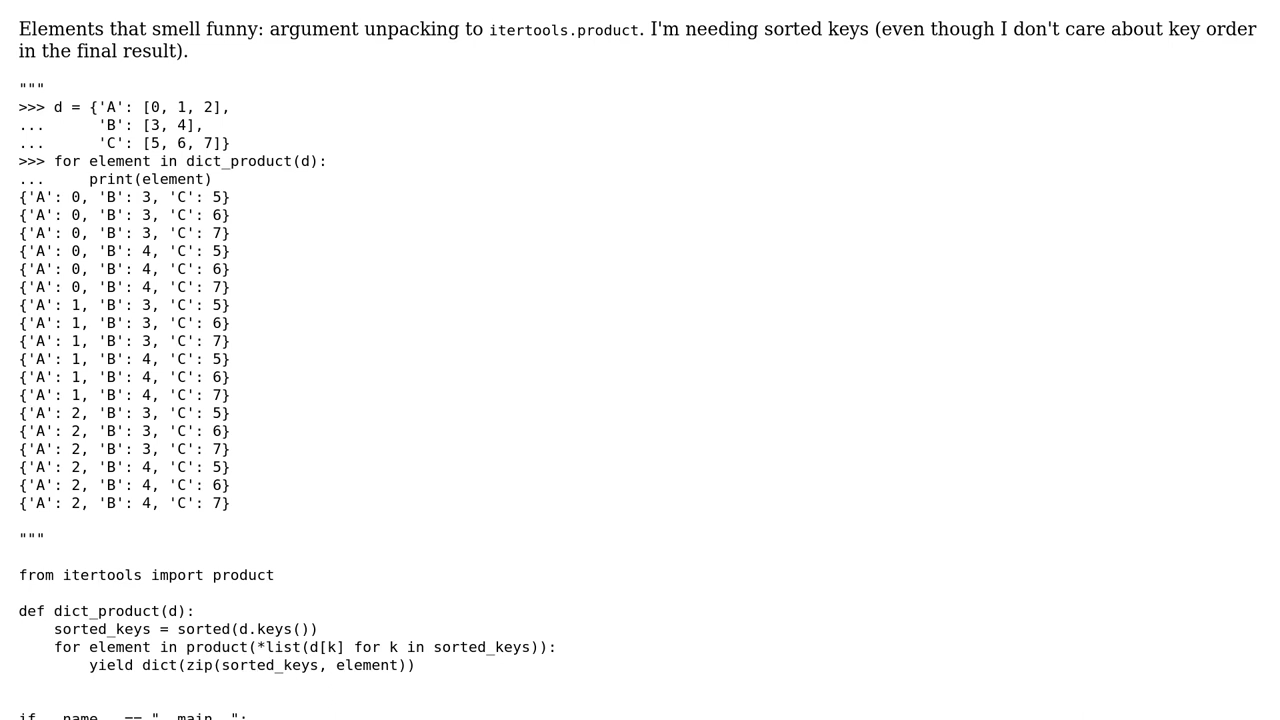 Elements that smell funny: argument unpacking to itertools.product. I'm needing sorted keys (even though I don't care about key order
in the final result).
"""
>>> d = {'A': [0, 1, 2],
...      'B': [3, 4],
...      'C': [5, 6, 7]}
>>> for element in dict_product(d):
...     print(element)
{'A': 0, 'B': 3, 'C': 5}
{'A': 0, 'B': 3, 'C': 6}
{'A': 0, 'B': 3, 'C': 7}
{'A': 0, 'B': 4, 'C': 5}
{'A': 0, 'B': 4, 'C': 6}
{'A': 0, 'B': 4, 'C': 7}
{'A': 1, 'B': 3, 'C': 5}
{'A': 1, 'B': 3, 'C': 6}
{'A': 1, 'B': 3, 'C': 7}
{'A': 1, 'B': 4, 'C': 5}
{'A': 1, 'B': 4, 'C': 6}
{'A': 1, 'B': 4, 'C': 7}
{'A': 2, 'B': 3, 'C': 5}
{'A': 2, 'B': 3, 'C': 6}
{'A': 2, 'B': 3, 'C': 7}
{'A': 2, 'B': 4, 'C': 5}
{'A': 2, 'B': 4, 'C': 6}
{'A': 2, 'B': 4, 'C': 7}
"""
from itertools import product
def dict_product(d):
    sorted_keys = sorted(d.keys())
    for element in product(*list(d[k] for k in sorted_keys)):
        yield dict(zip(sorted_keys, element))
if __name__ == "__main__":